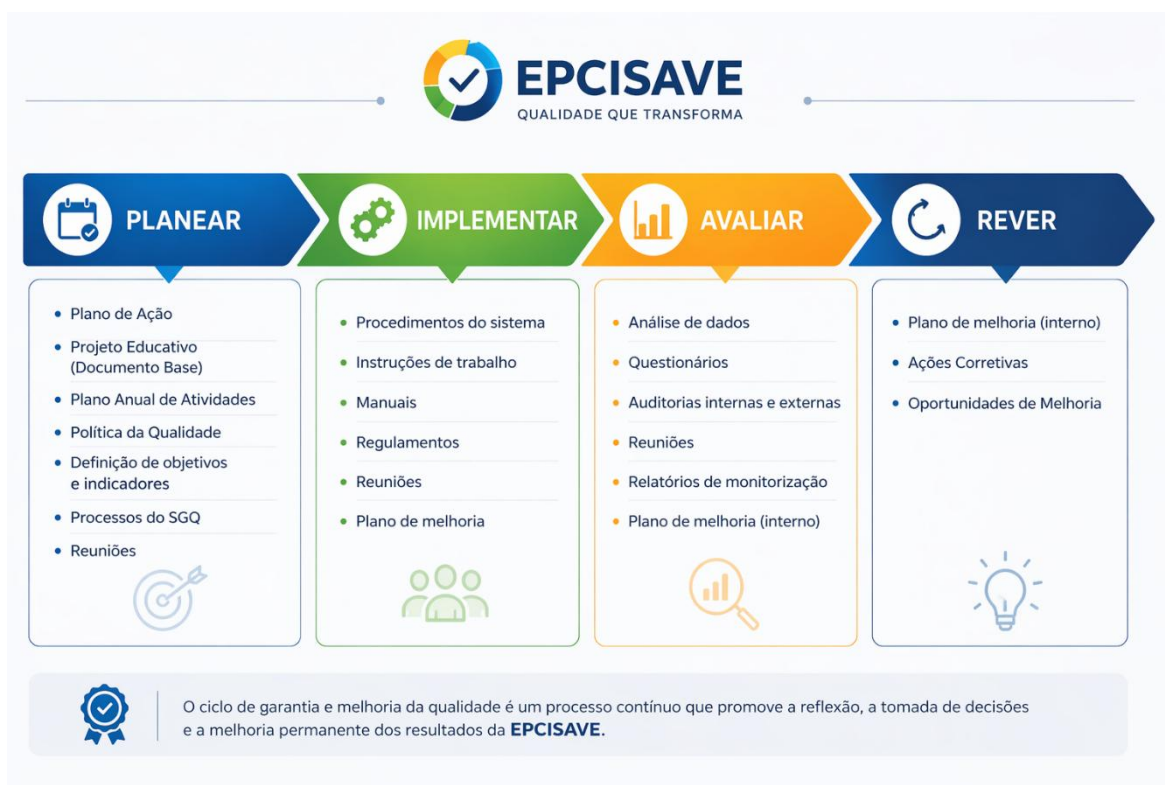 EPCISAVE
QUALIDADE QUE TRANSFORMA
PLANEAR
• Plano de Ação
• Projeto Educativo
(Documento Base)
• Plano Anual de Atividades
• Política da Qualidade
• Definição de objetivos
e indicadores
• Processos do SGQ
• Reuniões
IMPLEMENTAR
• Procedimentos do sistema
• Instruções de trabalho
• Manuais
• Regulamentos
• Reuniões
• Plano de melhoria
AVALIAR
• Análise de dados
• Questionários
• Auditorias internas e externas
• Reuniões
• Relatórios de monitorização
• Plano de melhoria (interno)
REVER
• Plano de melhoria (interno)
• Ações Corretivas
• Oportunidades de Melhoria
O ciclo de garantia e melhoria da qualidade é um processo contínuo que promove a reflexão, a tomada de decisões
e a melhoria permanente dos resultados da EPCISAVE.